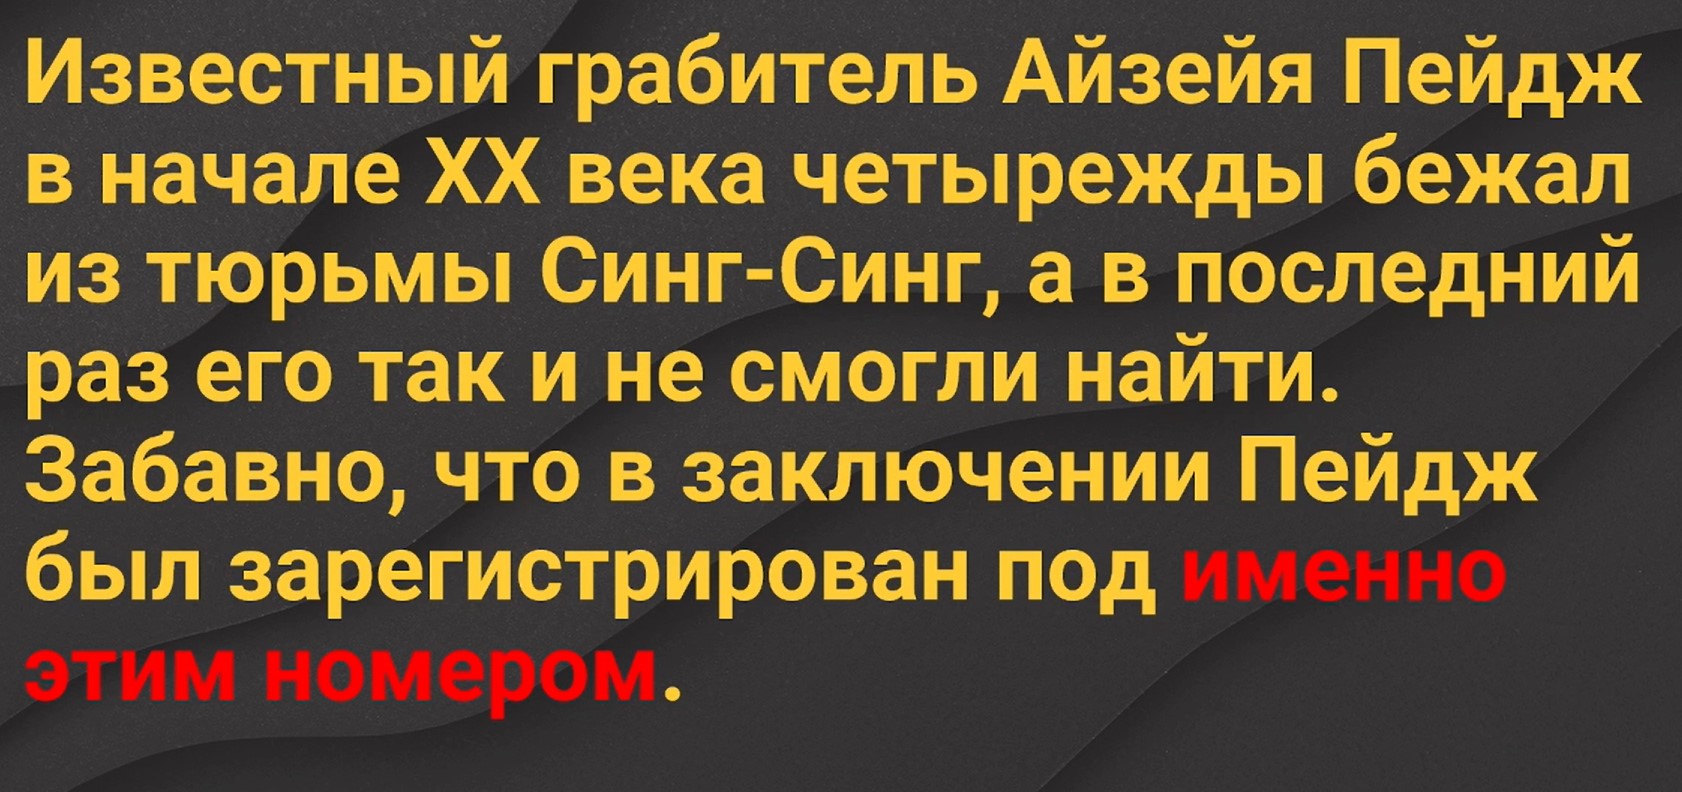 Известный грабитель Айзейя Пейдж
в начале XX века четырежды бежал
из тюрьмы Синг-Синг, а в последний
раз его так и не смогли найти.
Забавно, что в заключении Пейдж
был зарегистрирован под именно
этим номером.